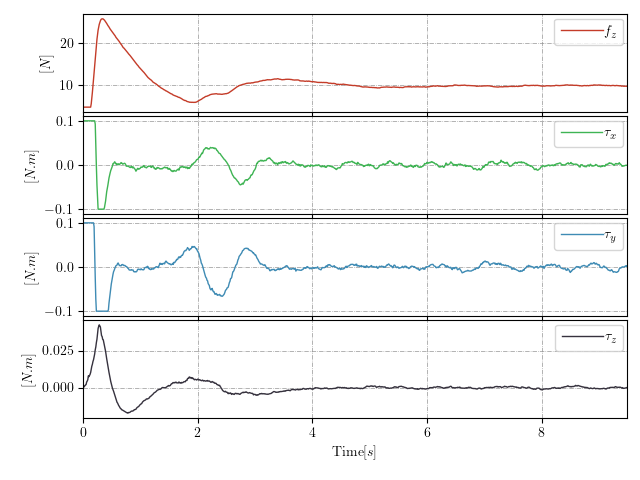 [N]
20
10
f_z
[N.m]
0.1
0.0
−0.1
τ_x
[N.m]
0.1
0.0
−0.1
τ_y
[N.m]
0.025
0.000
τ_z
0 2 4 6 8
Time[s]